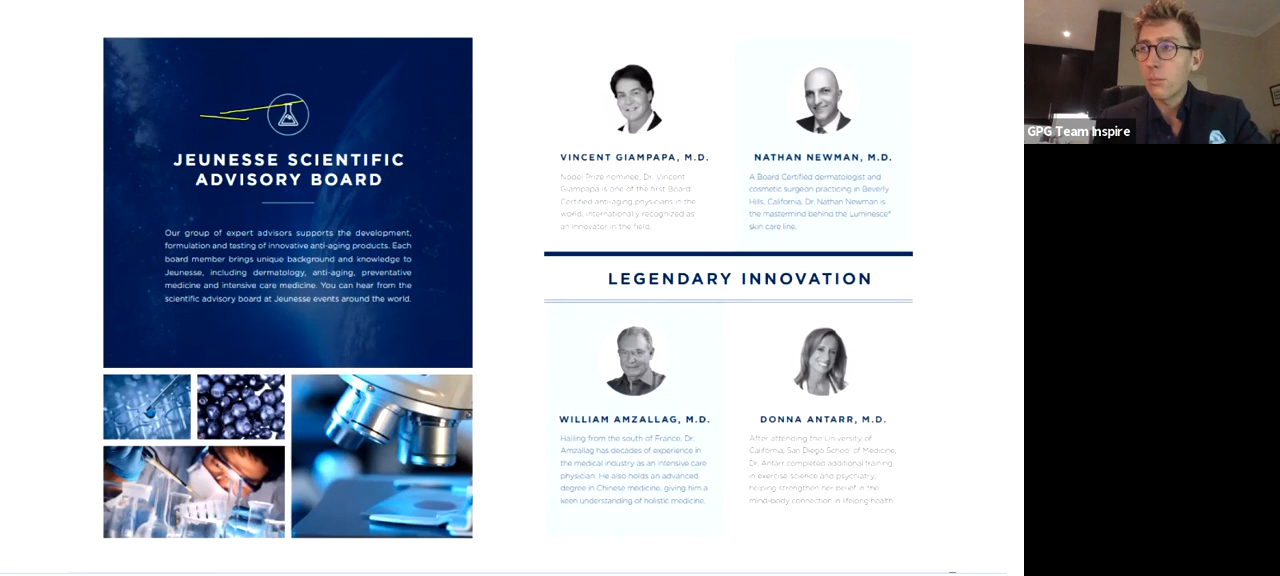 JEUNESSE SCIENTIFIC
ADVISORY BOARD
Our group of expert advisors supports the development,
formulation and testing of innovative anti-aging products. Each
board member brings unique background and knowledge to
Jeunesse, including dermatology, anti-aging, preventative
medicine and intensive care medicine. You can hear from the
scientific advisory board at Jeunesse events around the world.
VINCENT GIAMPAPA, M.D.
Nobel Prize nominee, Dr. Vincent
Giampapa is one of the first Board
Certified anti-aging physicians in the
world, internationally recognized as
an innovator in the field.
NATHAN NEWMAN, M.D.
A Board Certified dermatologist and
cosmetic surgeon practicing in Beverly
Hills, California, Dr. Nathan Newman is
the mastermind behind the Luminesce®
skin care line.
LEGENDARY INNOVATION
WILLIAM AMZALLAG, M.D.
Hailing from the south of France, Dr.
Amzallag has decades of experience in
the medical industry as an intensive care
physician. He also holds an advanced
degree in Chinese medicine, giving him a
keen understanding of holistic medicine.
DONNA ANTARR, M.D.
After attending the University of
California, San Diego School of Medicine,
Dr. Antarr completed additional training
in exercise science and psychiatry,
helping strengthen her belief in the
mind-body connection in lifelong health.
GPG Team Inspire